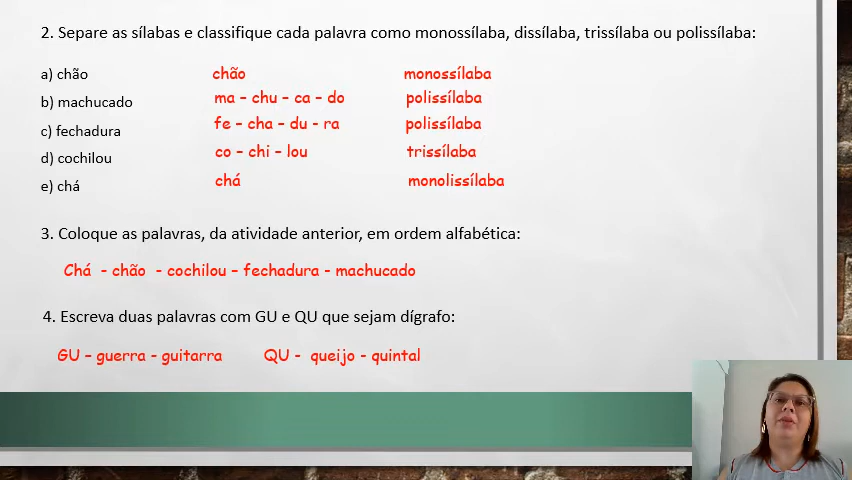 2. Separe as sílabas e classifique cada palavra como monossílaba, dissílaba, trissílaba ou polissílaba:
a) chão chão monossílaba
b) machucado ma – chu – ca – do polissílaba
c) fechadura fe – cha – du - ra polissílaba
d) cochilou co – chi – lou trissílaba
e) chá chá monolissílaba
3. Coloque as palavras, da atividade anterior, em ordem alfabética:
Chá - chão - cochilou – fechadura - machucado
4. Escreva duas palavras com GU e QU que sejam dígrafo:
GU – guerra - guitarra QU - queijo - quintal